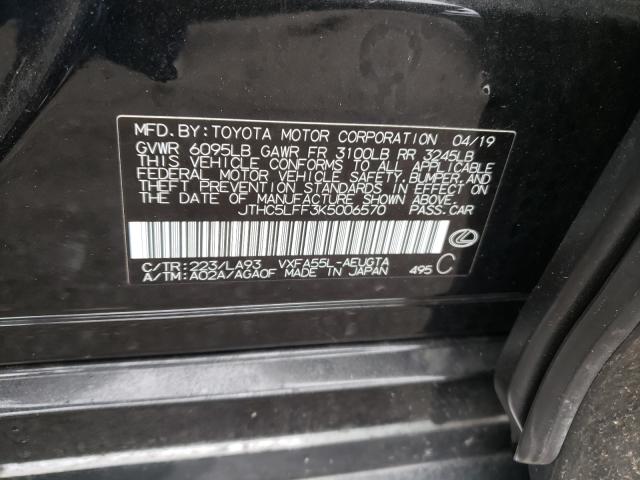 MFD. BY: TOYOTA MOTOR CORPORATION 04/19
GVWR 6095LB GAWR FR 3100LB RR 3245LB
THIS VEHICLE CONFORMS TO ALL APPLICABLE
FEDERAL MOTOR VEHICLE SAFETY, BUMPER, AND
THEFT PREVENTION STANDARDS IN EFFECT ON
THE DATE OF MANUFACTURE SHOWN ABOVE.
JTHC5LFF3K5006570 PASS.CAR
C/TR: 223/LA93 VXFA55L-AEUGTA
A/TM: A02A/AGA0F MADE IN JAPAN 495 C